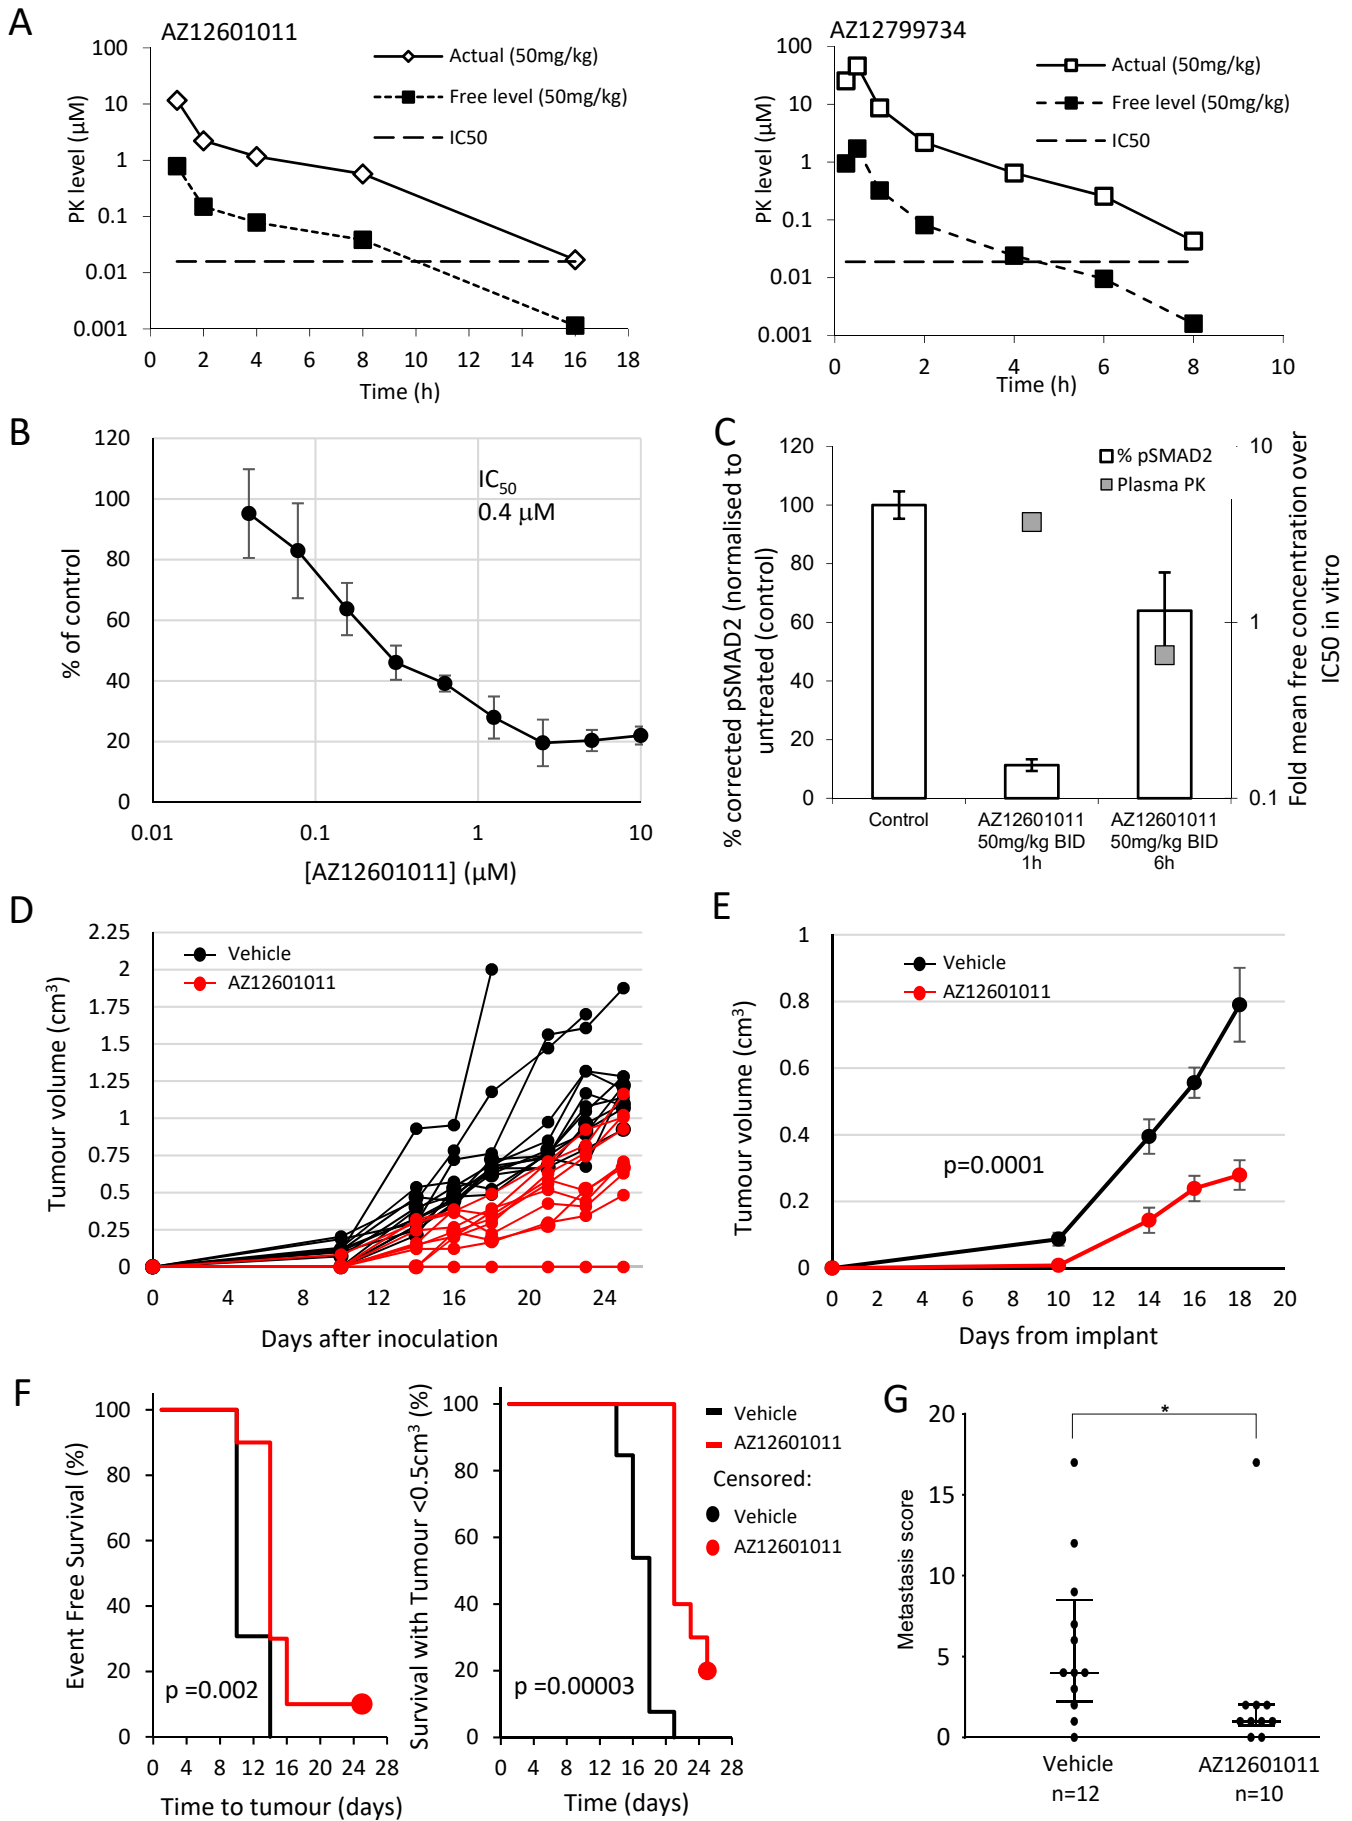 A
AZ12601011
PK level (µM)
100
10
1
0.1
0.01
0.001
0 2 4 6 8 10 12 14 16 18
Time (h)
Actual (50mg/kg)
Free level (50mg/kg)
IC50
AZ12799734
PK level (µM)
100
10
1
0.1
0.01
0.001
0 2 4 6 8 10
Time (h)
Actual (50mg/kg)
Free level (50mg/kg)
IC50
B
% of control
120
100
80
60
40
20
0
0.01 0.1 1 10
[AZ12601011] (µM)
IC50
0.4 µM
C
% corrected pSMAD2 (normalised to
untreated (control)
120
100
80
60
40
20
0
% pSMAD2
Plasma PK
10
1
0.1
Fold mean free concentration over
IC50 in vitro
Control
AZ12601011
50mg/kg BID
1h
AZ12601011
50mg/kg BID
6h
D
Tumour volume (cm³)
2.25
2
1.75
1.5
1.25
1
0.75
0.5
0.25
0
0 4 8 12 16 20 24
Days after inoculation
Vehicle
AZ12601011
E
Tumour volume (cm³)
1
0.8
0.6
0.4
0.2
0
0 2 4 6 8 10 12 14 16 18 20
Days from implant
Vehicle
AZ12601011
p=0.0001
F
Event Free Survival (%)
100
80
60
40
20
0
0 4 8 12 16 20 24 28
Time to tumour (days)
p =0.002
Survival with Tumour <0.5cm³ (%)
100
80
60
40
20
0
0 4 8 12 16 20 24 28
Time (days)
p =0.00003
Vehicle
AZ12601011
Censored:
Vehicle
AZ12601011
G
Metastasis score
20
15
10
5
0
*
Vehicle
n=12
AZ12601011
n=10